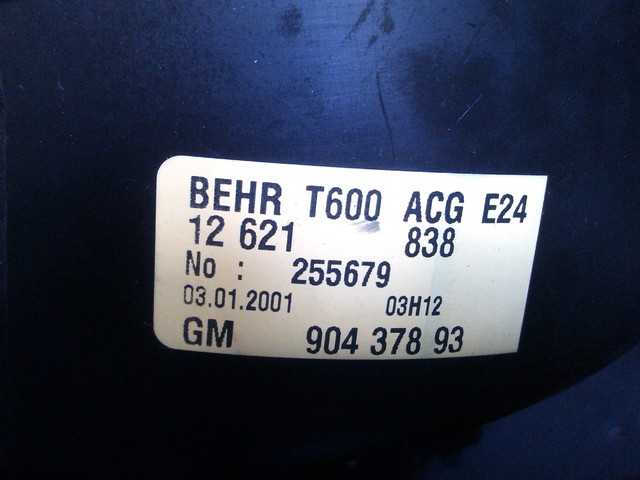 BEHR T600 ACG E24
12 621 838
No : 255679
03.01.2001 03H12
GM 904 378 93